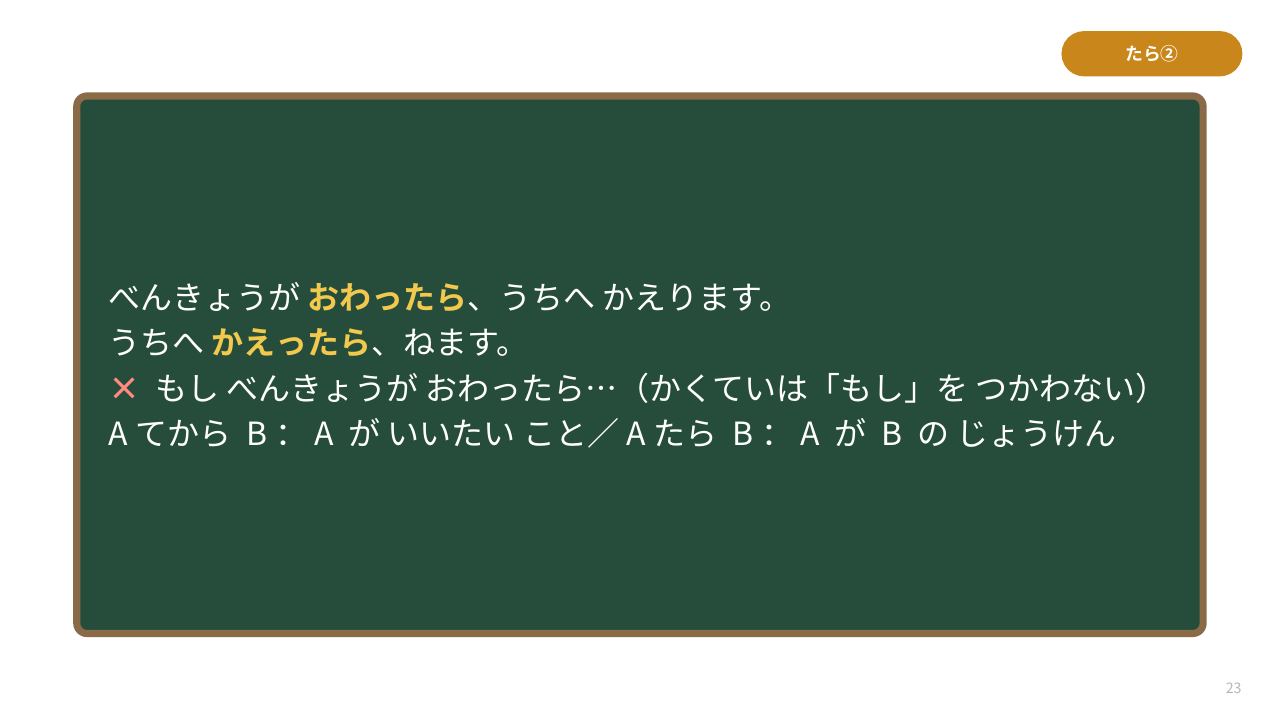 たら②
べんきょうが おわったら、うちへ かえります。
うちへ かえったら、ねます。
✕ もし べんきょうが おわったら…（かくていは「もし」を つかわない）
A てから B： A が いいたい こと／A たら B： A が B の じょうけん
23